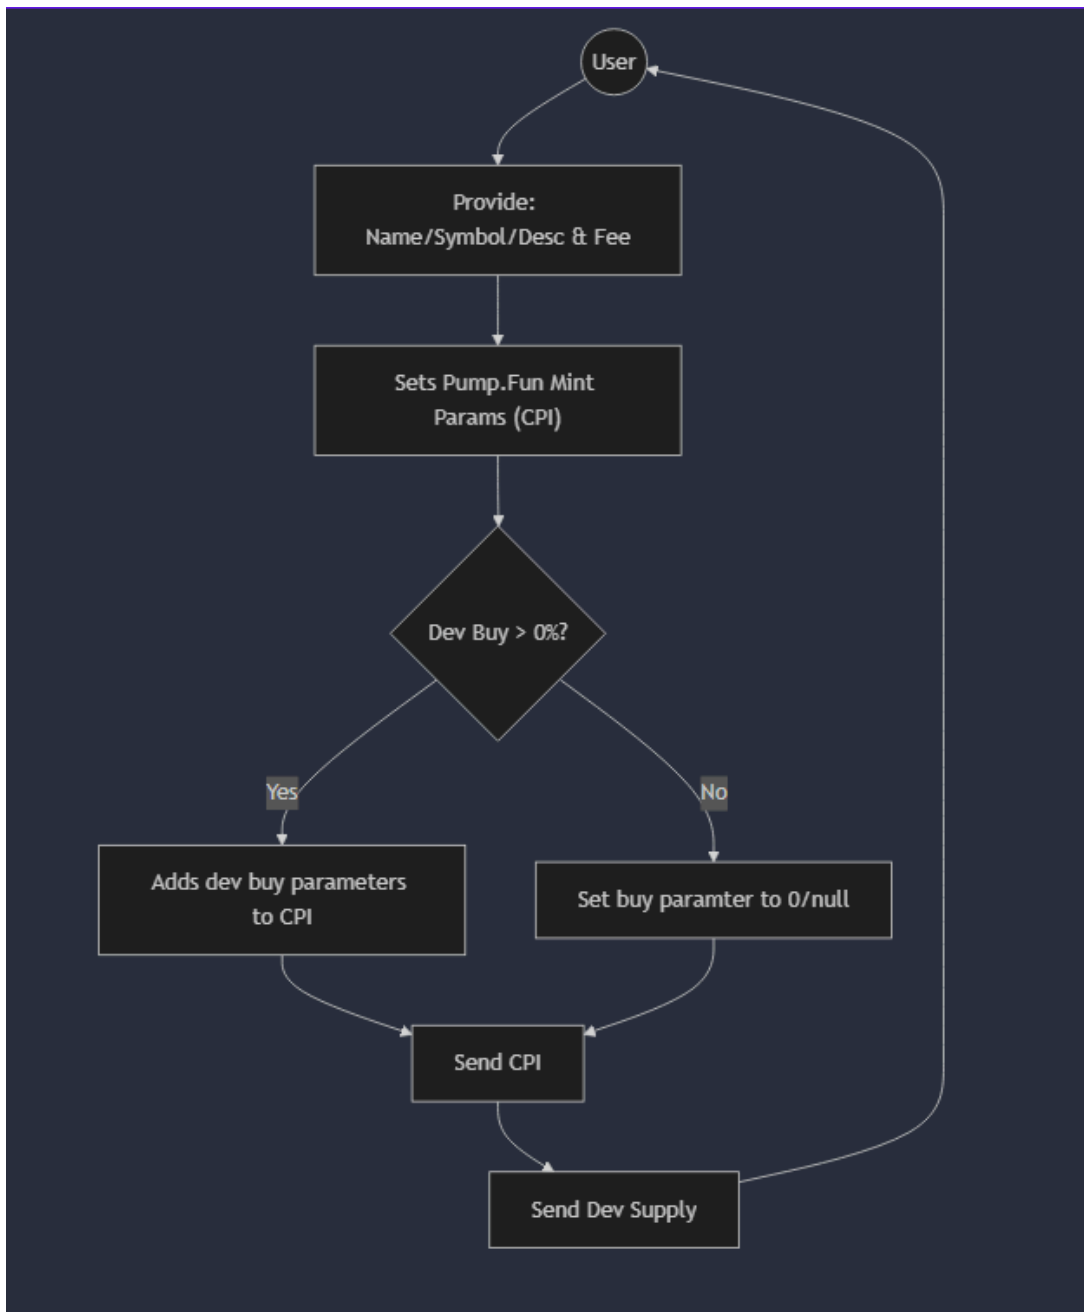 User
Provide:
Name/Symbol/Desc & Fee
Sets Pump.Fun Mint
Params (CPI)
Dev Buy > 0%?
Yes
No
Adds dev buy parameters
to CPI
Set buy paramter to 0/null
Send CPI
Send Dev Supply